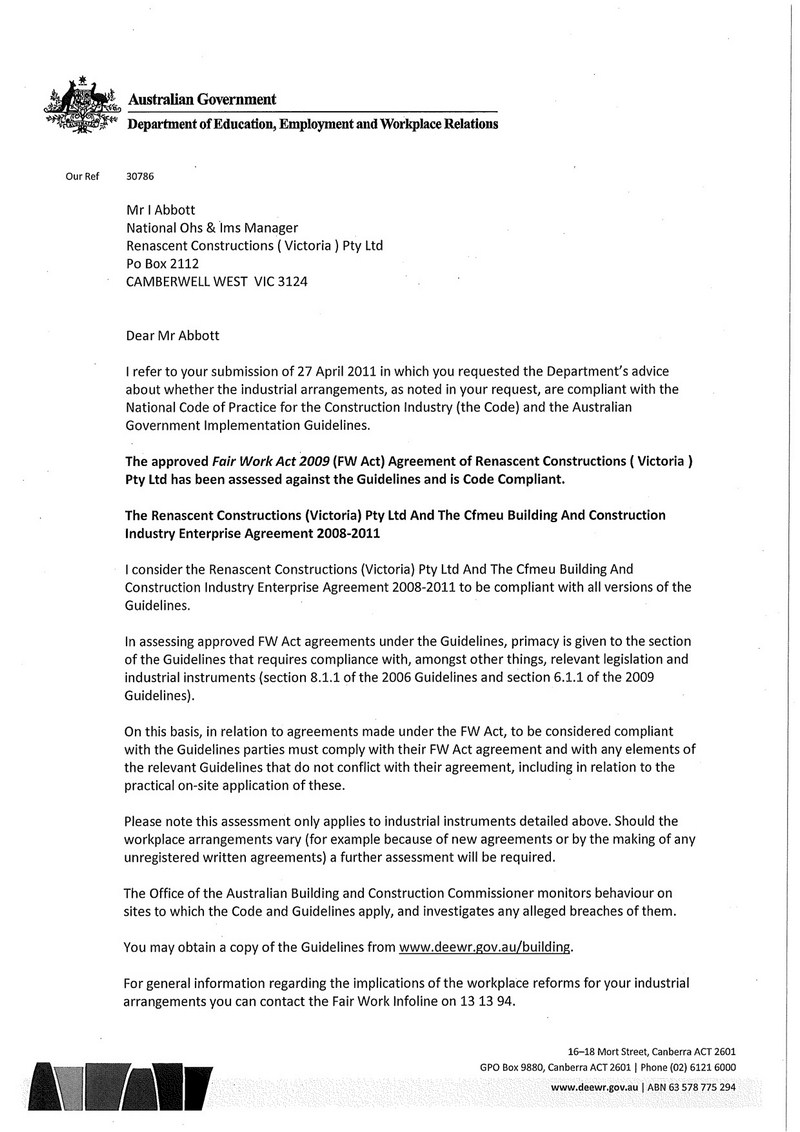 Australian Government
Department of Education, Employment and Workplace Relations
Our Ref 30786
Mr I Abbott
National Ohs & Ims Manager
Renascent Constructions ( Victoria ) Pty Ltd
Po Box 2112
CAMBERWELL WEST VIC 3124
Dear Mr Abbott
I refer to your submission of 27 April 2011 in which you requested the Department's advice
about whether the industrial arrangements, as noted in your request, are compliant with the
National Code of Practice for the Construction Industry (the Code) and the Australian
Government Implementation Guidelines.
The approved Fair Work Act 2009 (FW Act) Agreement of Renascent Constructions ( Victoria )
Pty Ltd has been assessed against the Guidelines and is Code Compliant.
The Renascent Constructions (Victoria) Pty Ltd And The Cfmeu Building And Construction
Industry Enterprise Agreement 2008-2011
I consider the Renascent Constructions (Victoria) Pty Ltd And The Cfmeu Building And
Construction Industry Enterprise Agreement 2008-2011 to be compliant with all versions of the
Guidelines.
In assessing approved FW Act agreements under the Guidelines, primacy is given to the section
of the Guidelines that requires compliance with, amongst other things, relevant legislation and
industrial instruments (section 8.1.1 of the 2006 Guidelines and section 6.1.1 of the 2009
Guidelines).
On this basis, in relation to agreements made under the FW Act, to be considered compliant
with the Guidelines parties must comply with their FW Act agreement and with any elements of
the relevant Guidelines that do not conflict with their agreement, including in relation to the
practical on-site application of these.
Please note this assessment only applies to industrial instruments detailed above. Should the
workplace arrangements vary (for example because of new agreements or by the making of any
unregistered written agreements) a further assessment will be required.
The Office of the Australian Building and Construction Commissioner monitors behaviour on
sites to which the Code and Guidelines apply, and investigates any alleged breaches of them.
You may obtain a copy of the Guidelines from www.deewr.gov.au/building.
For general information regarding the implications of the workplace reforms for your industrial
arrangements you can contact the Fair Work Infoline on 13 13 94.
16–18 Mort Street, Canberra ACT 2601
GPO Box 9880, Canberra ACT 2601 | Phone (02) 6121 6000
www.deewr.gov.au | ABN 63 578 775 294